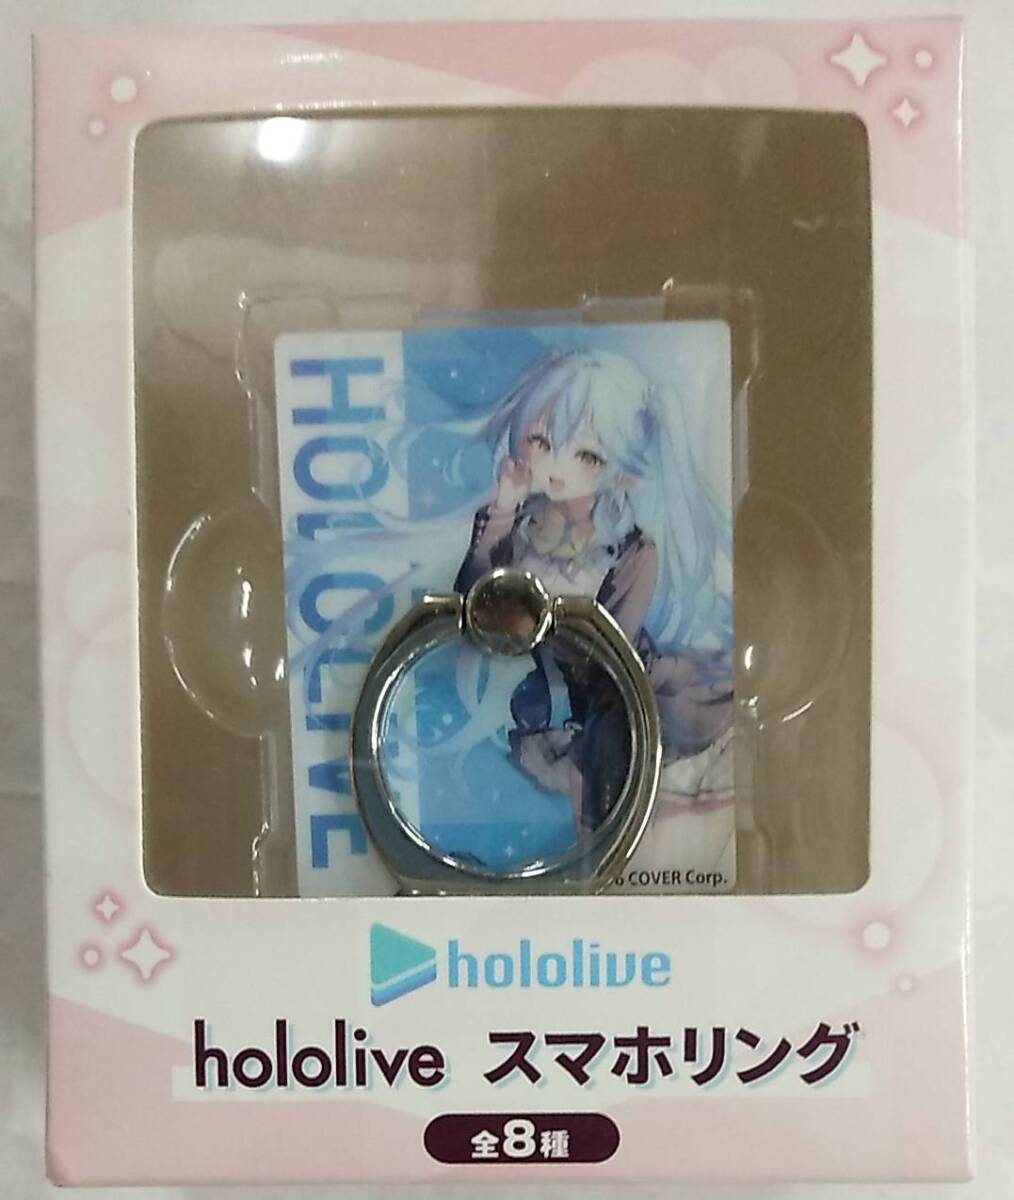 HOLOLIVE
COVER Corp.
hololive
hololive スマホリング
全8種